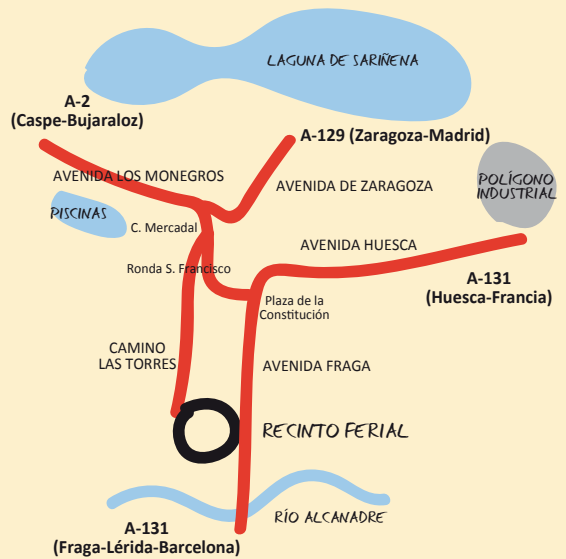 LAGUNA DE SARIÑENA
A-2
(Caspe-Bujaraloz)
A-129 (Zaragoza-Madrid)
AVENIDA LOS MONEGROS
AVENIDA DE ZARAGOZA
POLÍGONO
INDUSTRIAL
PISCINAS
C. Mercadal
AVENIDA HUESCA
Ronda S. Francisco
A-131
(Huesca-Francia)
Plaza de la
Constitución
CAMINO
LAS TORRES
AVENIDA FRAGA
RECINTO FERIAL
RÍO ALCANADRE
A-131
(Fraga-Lérida-Barcelona)